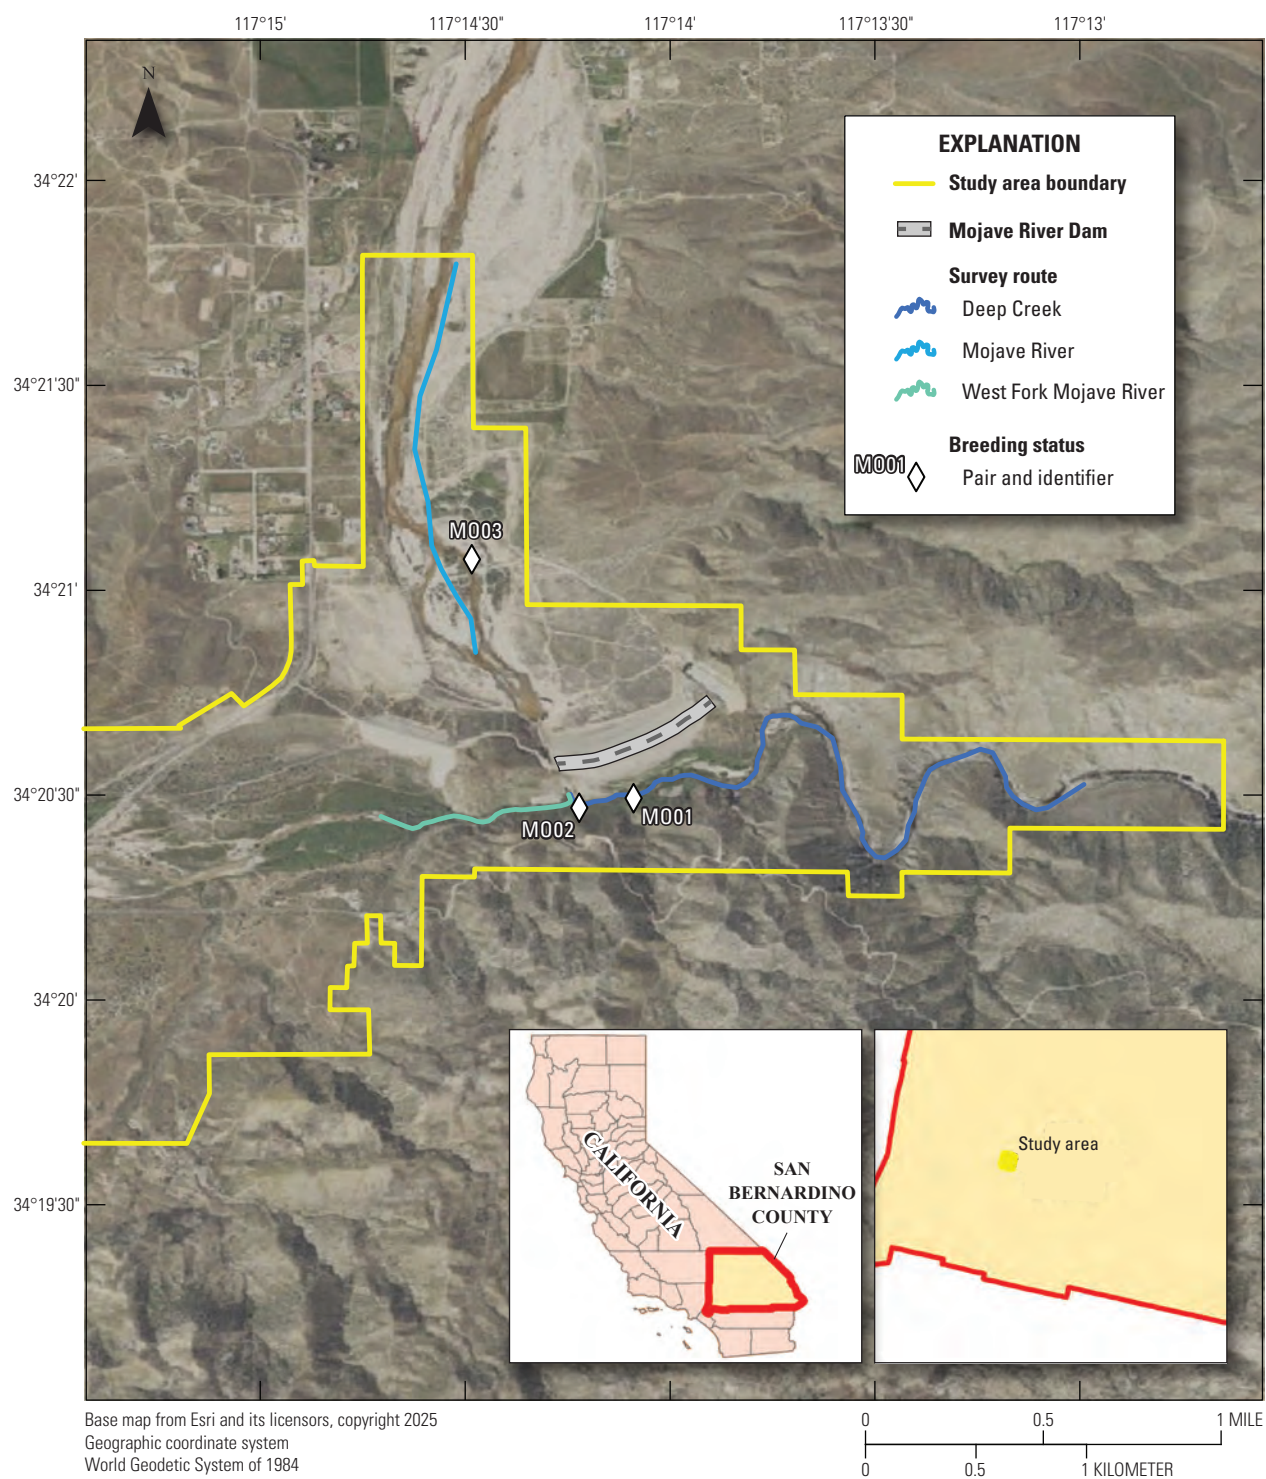 117°15' 117°14'30" 117°14' 117°13'30" 117°13'
N
34°22'
34°21'30"
34°21'
34°20'30"
34°20'
34°19'30"
EXPLANATION
Study area boundary
Mojave River Dam
Survey route
Deep Creek
Mojave River
West Fork Mojave River
Breeding status
MO01 Pair and identifier
MO03
MO02
MO01
CALIFORNIA
SAN
BERNARDINO
COUNTY
Study area
Base map from Esri and its licensors, copyright 2025
Geographic coordinate system
World Geodetic System of 1984
0 0.5 1 MILE
0 0.5 1 KILOMETER